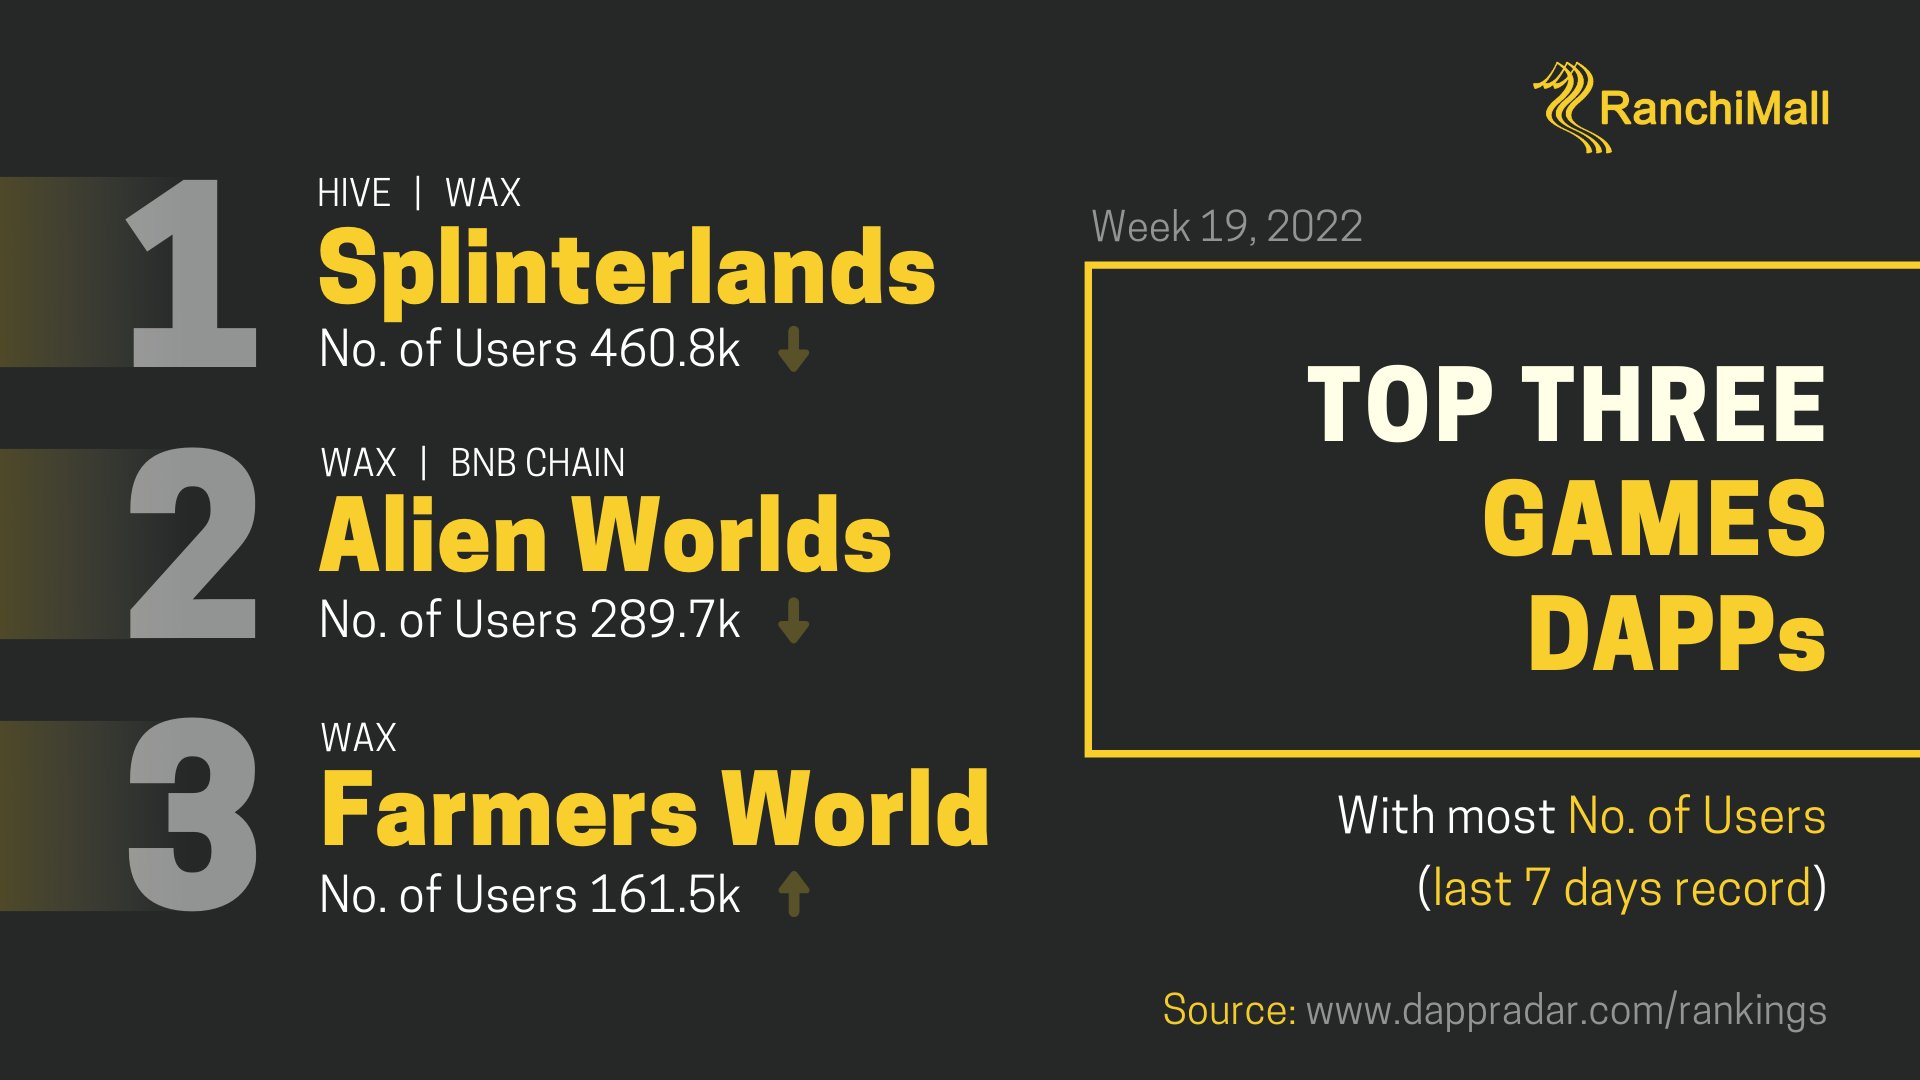 RanchiMall
1
HIVE | WAX
Splinterlands
No. of Users 460.8k
2
WAX | BNB CHAIN
Alien Worlds
No. of Users 289.7k
3
WAX
Farmers World
No. of Users 161.5k
Week 19, 2022
TOP THREE
GAMES
DAPPs
With most No. of Users
(last 7 days record)
Source: www.dappradar.com/rankings